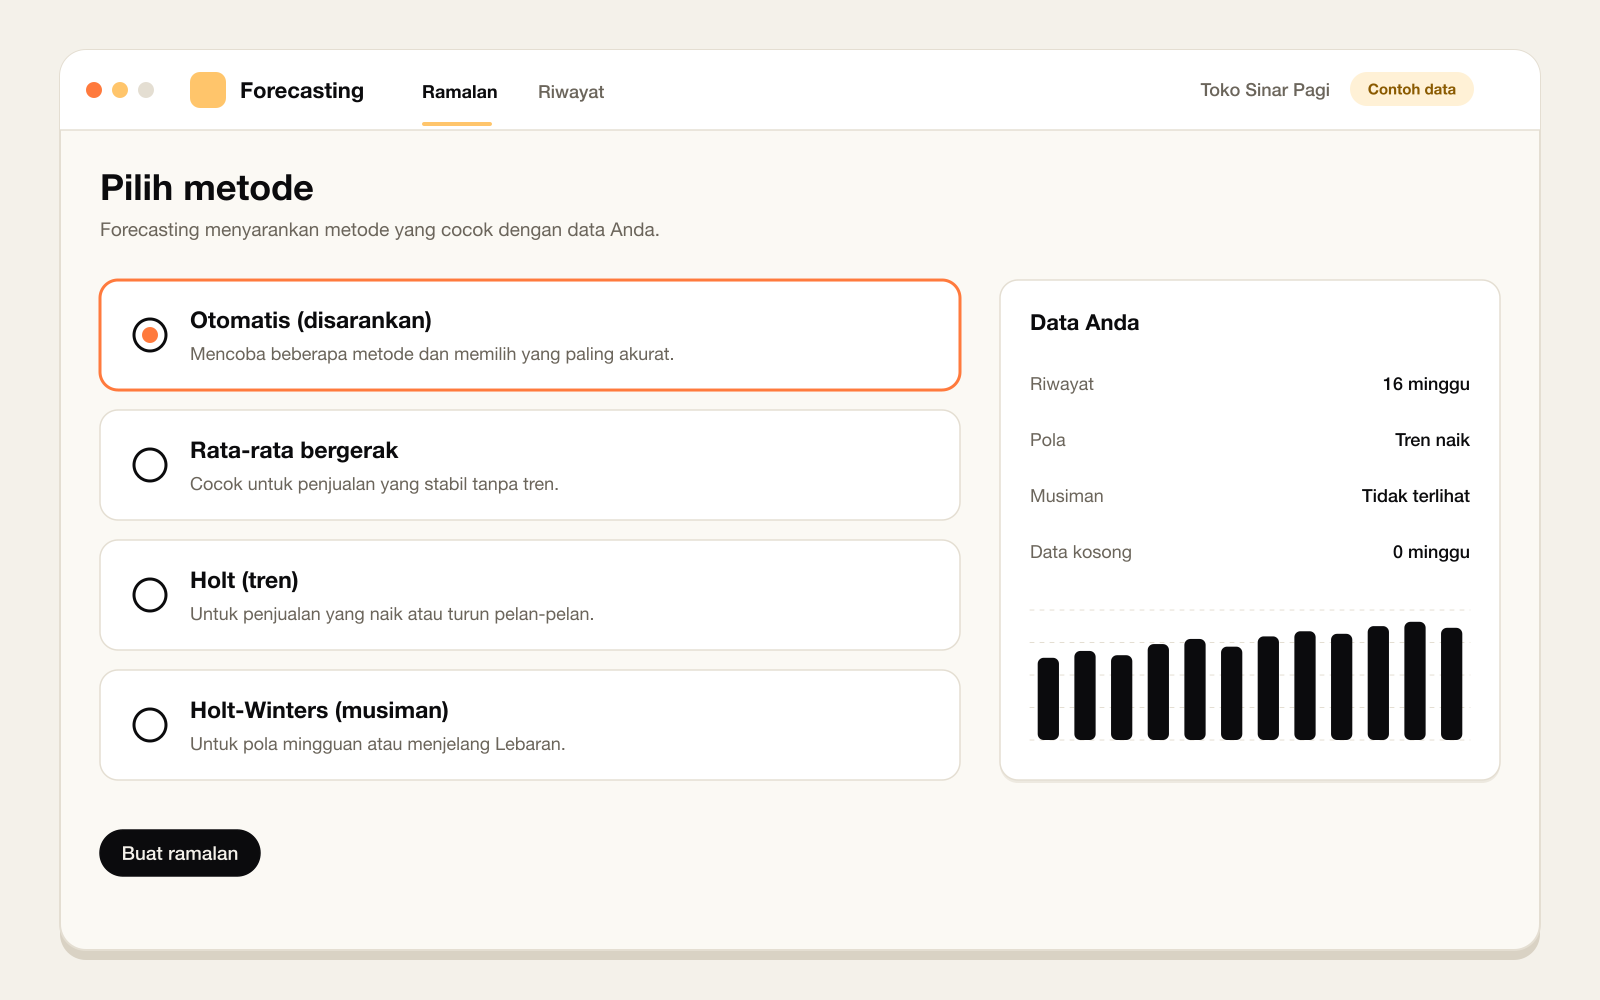 Forecasting
Ramalan
Riwayat
Toko Sinar Pagi
Contoh data
Pilih metode
Forecasting menyarankan metode yang cocok dengan data Anda.
Otomatis (disarankan)
Mencoba beberapa metode dan memilih yang paling akurat.
Rata-rata bergerak
Cocok untuk penjualan yang stabil tanpa tren.
Holt (tren)
Untuk penjualan yang naik atau turun pelan-pelan.
Holt-Winters (musiman)
Untuk pola mingguan atau menjelang Lebaran.
Buat ramalan
Data Anda
Riwayat 16 minggu
Pola Tren naik
Musiman Tidak terlihat
Data kosong 0 minggu